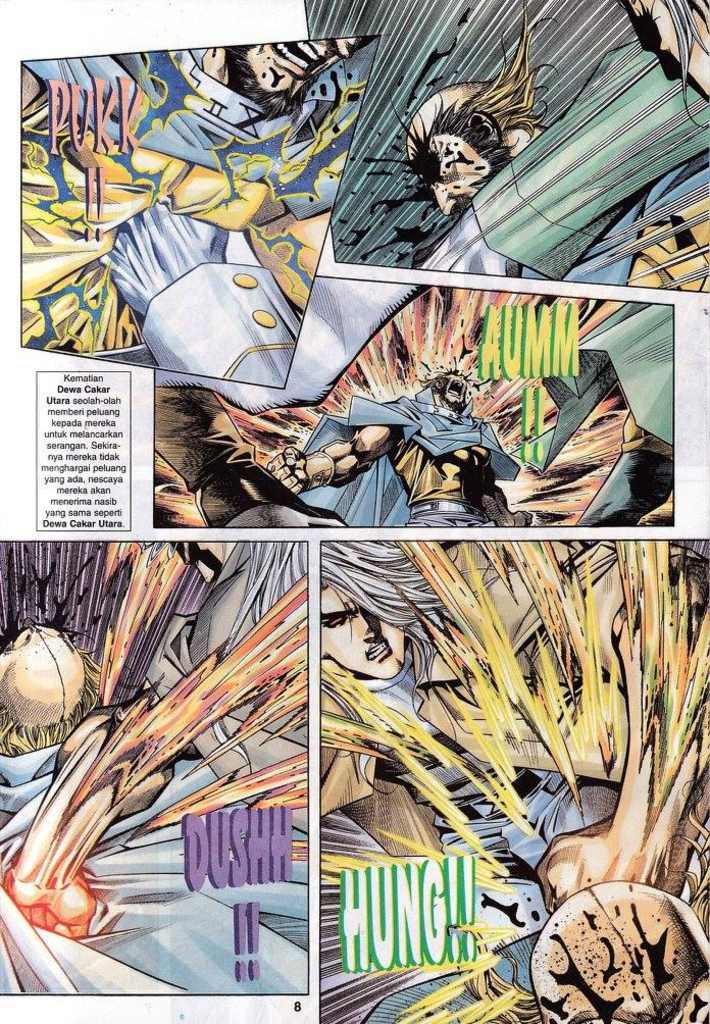 PUKK
!!
AUMM
!!
Kematian
Dewa Cakar
Utara seolah-olah
memberi peluang
kepada mereka
untuk melancarkan
serangan. Sekira-
nya mereka tidak
menghargai peluang
yang ada, nescaya
mereka akan
menerima nasib
yang sama seperti
Dewa Cakar Utara.
DUSHH
!!
HUNG!!
8